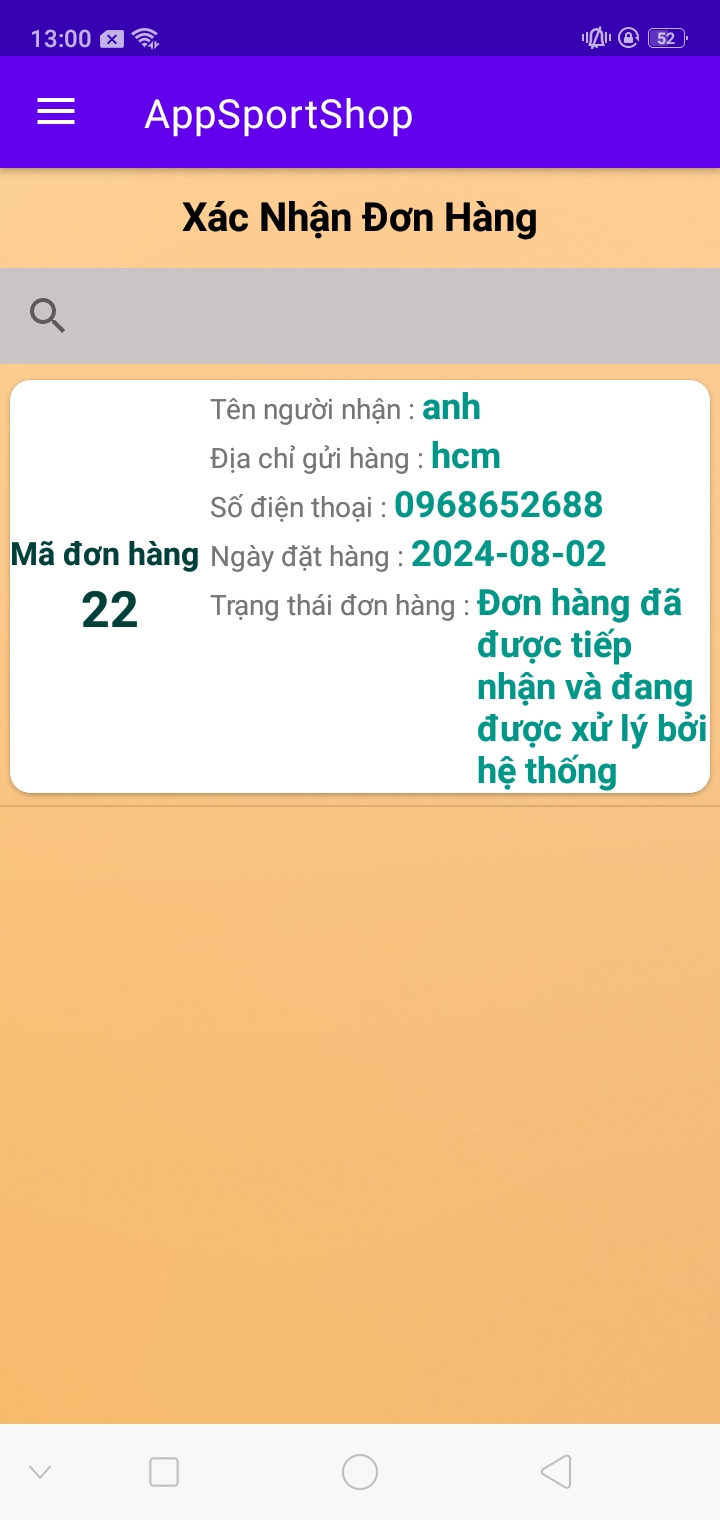 13:00
52
AppSportShop
Xác Nhận Đơn Hàng
Mã đơn hàng
22
Tên người nhận : anh
Địa chỉ gửi hàng : hcm
Số điện thoại : 0968652688
Ngày đặt hàng : 2024-08-02
Trạng thái đơn hàng : Đơn hàng đã
được tiếp
nhận và đang
được xử lý bởi
hệ thống